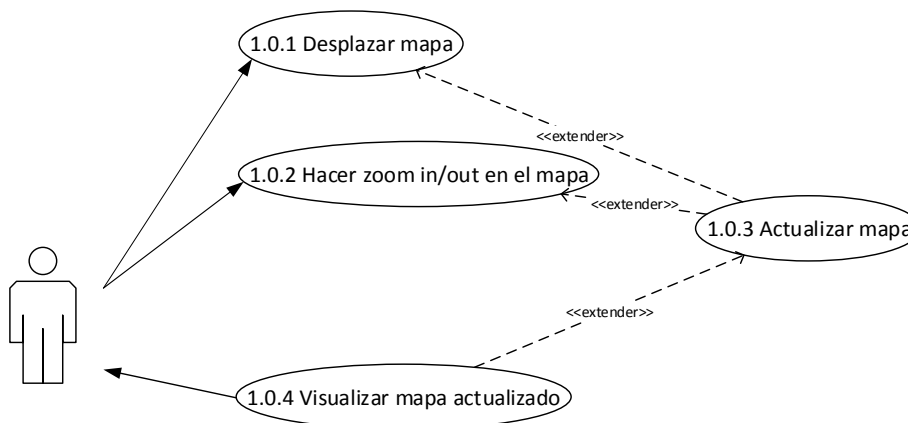 1.0.1 Desplazar mapa
<<extender>>
1.0.2 Hacer zoom in/out en el mapa
<<extender>>
1.0.3 Actualizar mapa
<<extender>>
1.0.4 Visualizar mapa actualizado